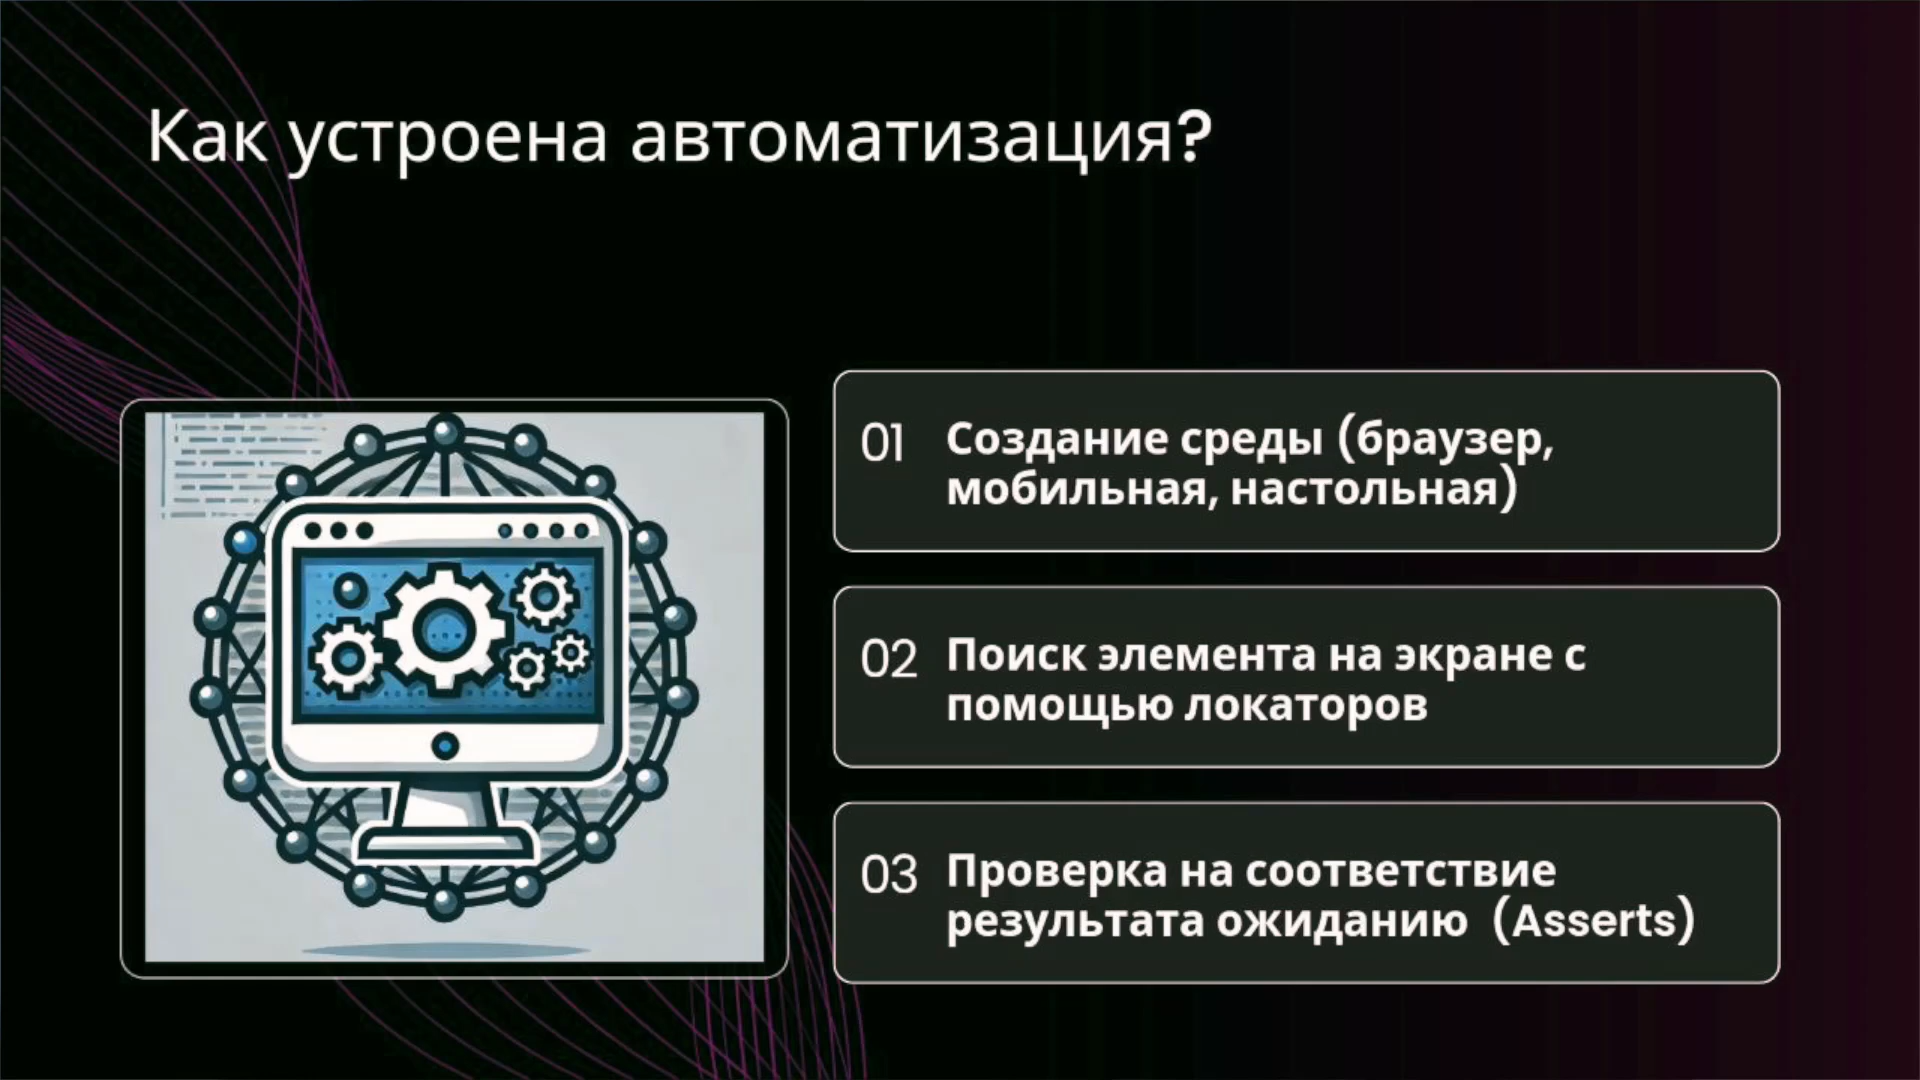 Как устроена автоматизация?
01 Создание среды (браузер,
мобильная, настольная)
02 Поиск элемента на экране с
помощью локаторов
03 Проверка на соответствие
результата ожиданию (Asserts)